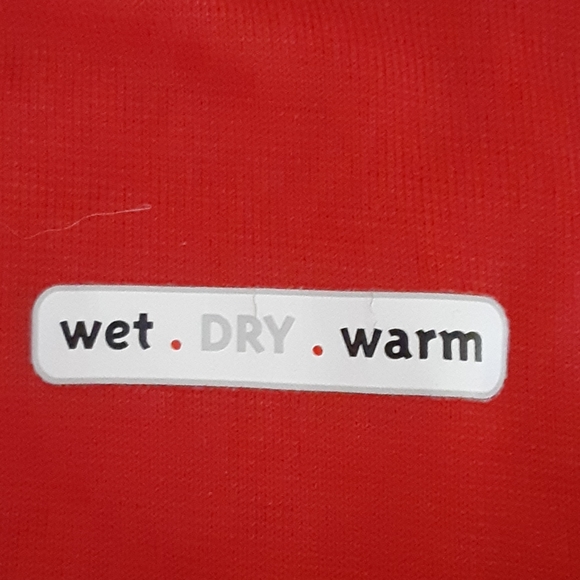 wet . DRY . warm